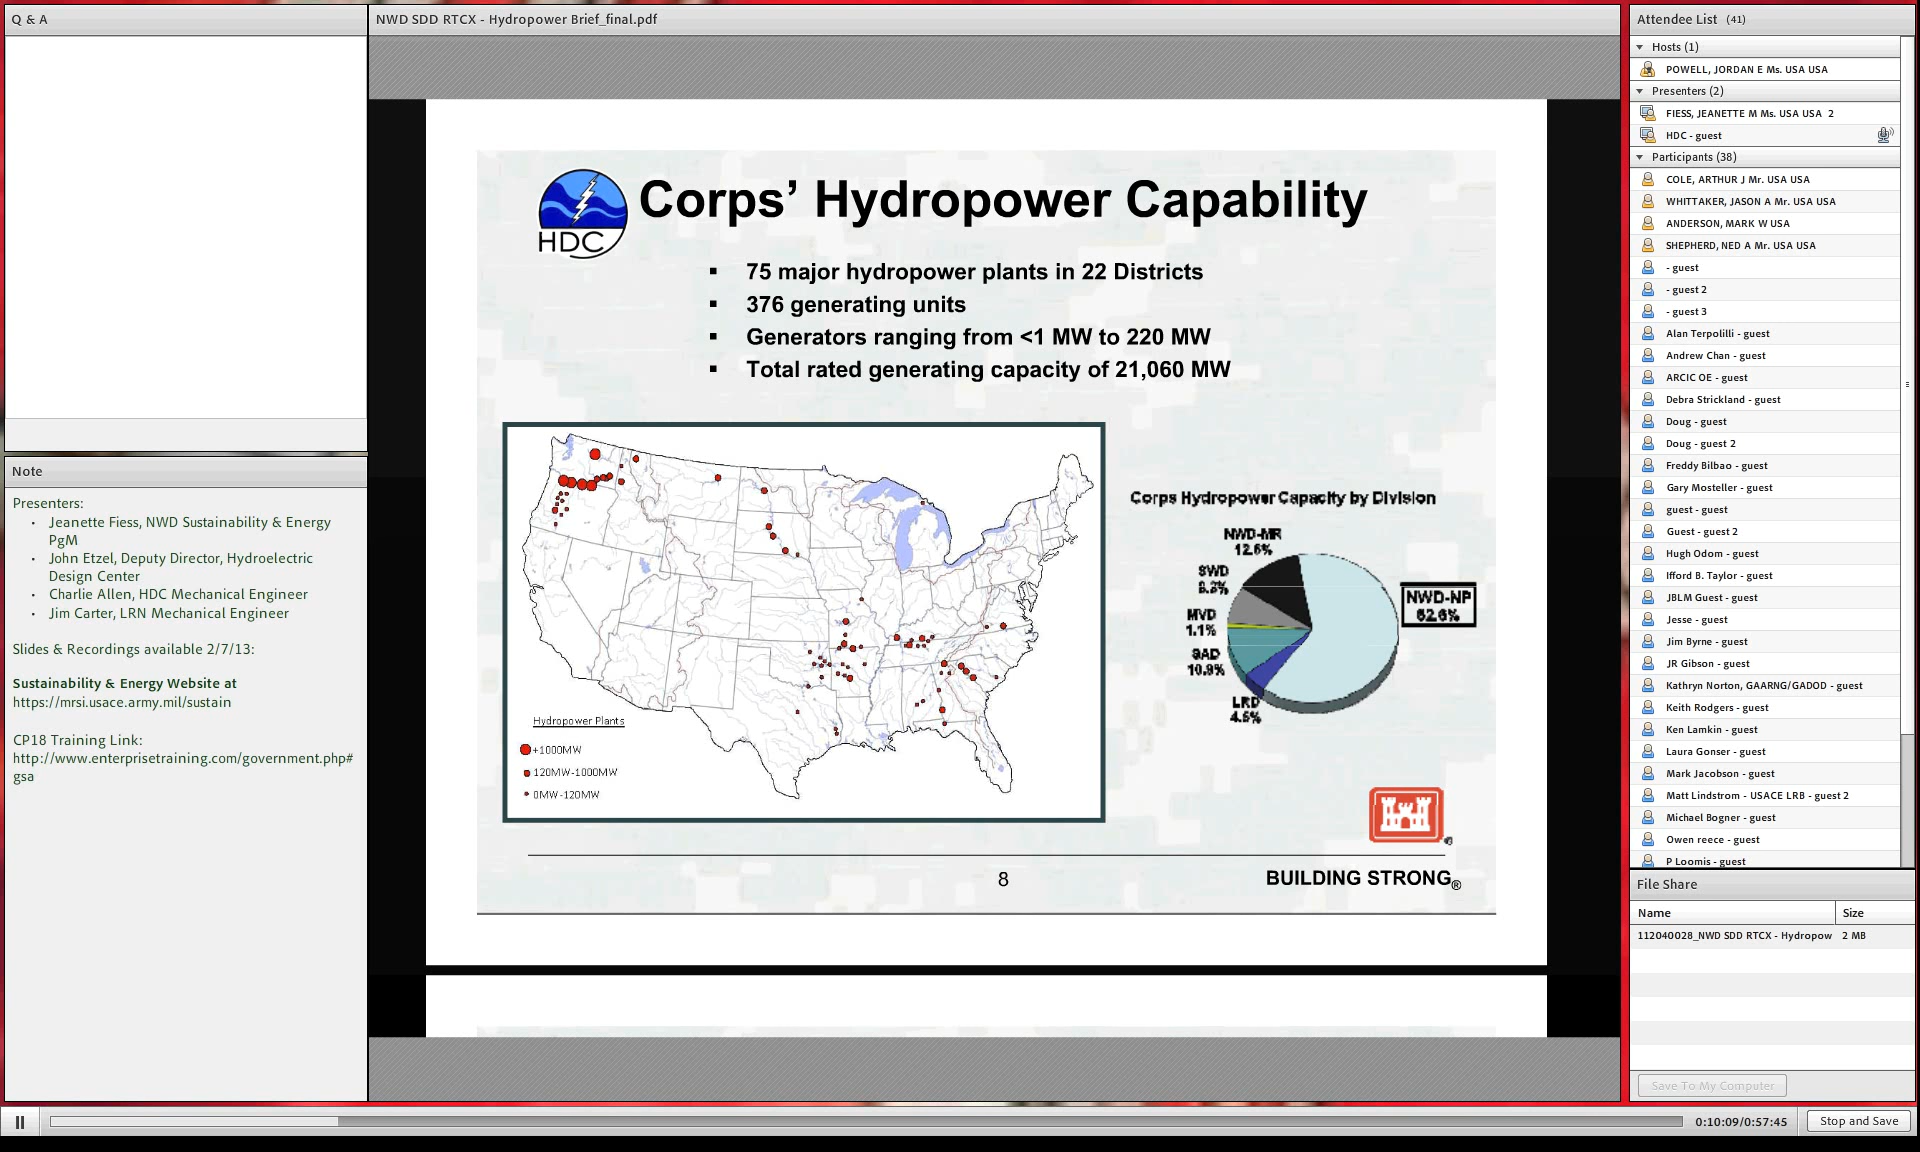 Q & A
Note
Presenters:
• Jeanette Fiess, NWD Sustainability & Energy
PgM
• John Etzel, Deputy Director, Hydroelectric
Design Center
• Charlie Allen, HDC Mechanical Engineer
• Jim Carter, LRN Mechanical Engineer
Slides & Recordings available 2/7/13:
Sustainability & Energy Website at
https://mrsi.usace.army.mil/sustain
CP18 Training Link:
http://www.enterprisetraining.com/government.php#
gsa
NWD SDD RTCX - Hydropower Brief_final.pdf
HDC
Corps’ Hydropower Capability
▪ 75 major hydropower plants in 22 Districts
▪ 376 generating units
▪ Generators ranging from <1 MW to 220 MW
▪ Total rated generating capacity of 21,060 MW
Hydropower Plants
+1000MW
120MW-1000MW
0MW-120MW
Corps Hydropower Capacity by Division
NWD-MR
12.6%
SWD
MVD
1.1%
SAD
10.9%
LRD
NWD-NP
8
BUILDING STRONG®
Attendee List (41)
Hosts (1)
POWELL, JORDAN E Ms. USA USA
Presenters (2)
FIESS, JEANETTE M Ms. USA USA 2
HDC - guest
Participants (38)
COLE, ARTHUR J Mr. USA USA
WHITTAKER, JASON A Mr. USA USA
ANDERSON, MARK W USA
SHEPHERD, NED A Mr. USA USA
- guest
- guest 2
- guest 3
Alan Terpolilli - guest
Andrew Chan - guest
ARCIC OE - guest
Debra Strickland - guest
Doug - guest
Doug - guest 2
Freddy Bilbao - guest
Gary Mosteller - guest
guest - guest
Guest - guest 2
Hugh Odom - guest
Ifford B. Taylor - guest
JBLM Guest - guest
Jesse - guest
Jim Byrne - guest
JR Gibson - guest
Kathryn Norton, GAARNG/GADOD - guest
Keith Rodgers - guest
Ken Lamkin - guest
Laura Gonser - guest
Mark Jacobson - guest
Matt Lindstrom - USACE LRB - guest 2
Michael Bogner - guest
Owen reece - guest
P Loomis - guest
File Share
Name Size
112040028_NWD SDD RTCX - Hydropow 2 MB
Save To My Computer
0:10:09/0:57:45
Stop and Save